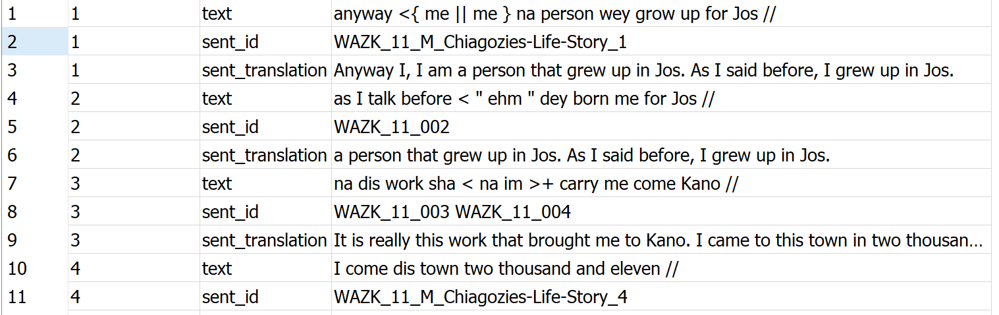 1 1 text anyway <{ me || me } na person wey grow up for Jos //
2 1 sent_id WAZK_11_M_Chiagozies-Life-Story_1
3 1 sent_translation Anyway I, I am a person that grew up in Jos. As I said before, I grew up in Jos.
4 2 text as I talk before < " ehm " dey born me for Jos //
5 2 sent_id WAZK_11_002
6 2 sent_translation a person that grew up in Jos. As I said before, I grew up in Jos.
7 3 text na dis work sha < na im >+ carry me come Kano //
8 3 sent_id WAZK_11_003 WAZK_11_004
9 3 sent_translation It is really this work that brought me to Kano. I came to this town in two thousan...
10 4 text I come dis town two thousand and eleven //
11 4 sent_id WAZK_11_M_Chiagozies-Life-Story_4